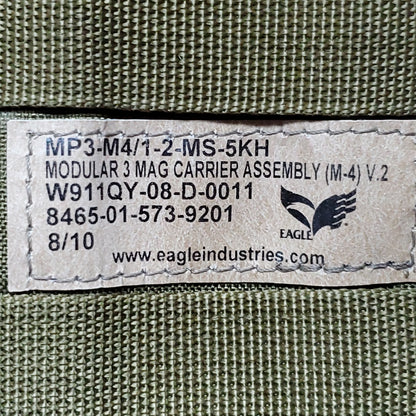 MP3-M4/1-2-MS-5KH
MODULAR 3 MAG CARRIER ASSEMBLY (M-4) V.2
W911QY-08-D-0011
8465-01-573-9201
EAGLE
8/10
www.eagleindustries.com